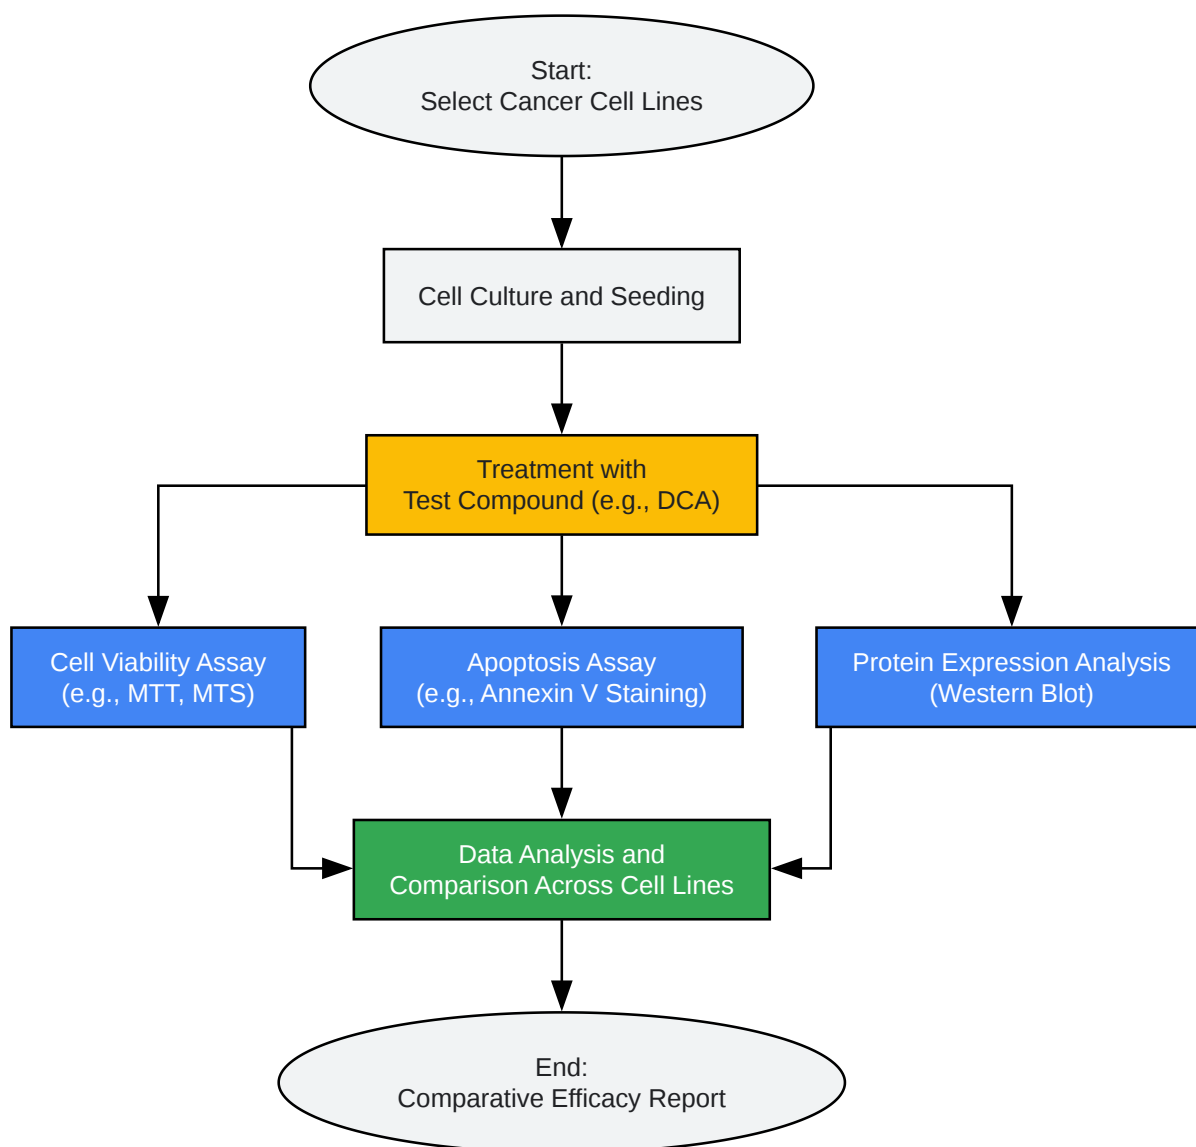 Start:
Select Cancer Cell Lines
Cell Culture and Seeding
Treatment with
Test Compound (e.g., DCA)
Cell Viability Assay
(e.g., MTT, MTS)
Apoptosis Assay
(e.g., Annexin V Staining)
Protein Expression Analysis
(Western Blot)
Data Analysis and
Comparison Across Cell Lines
End:
Comparative Efficacy Report